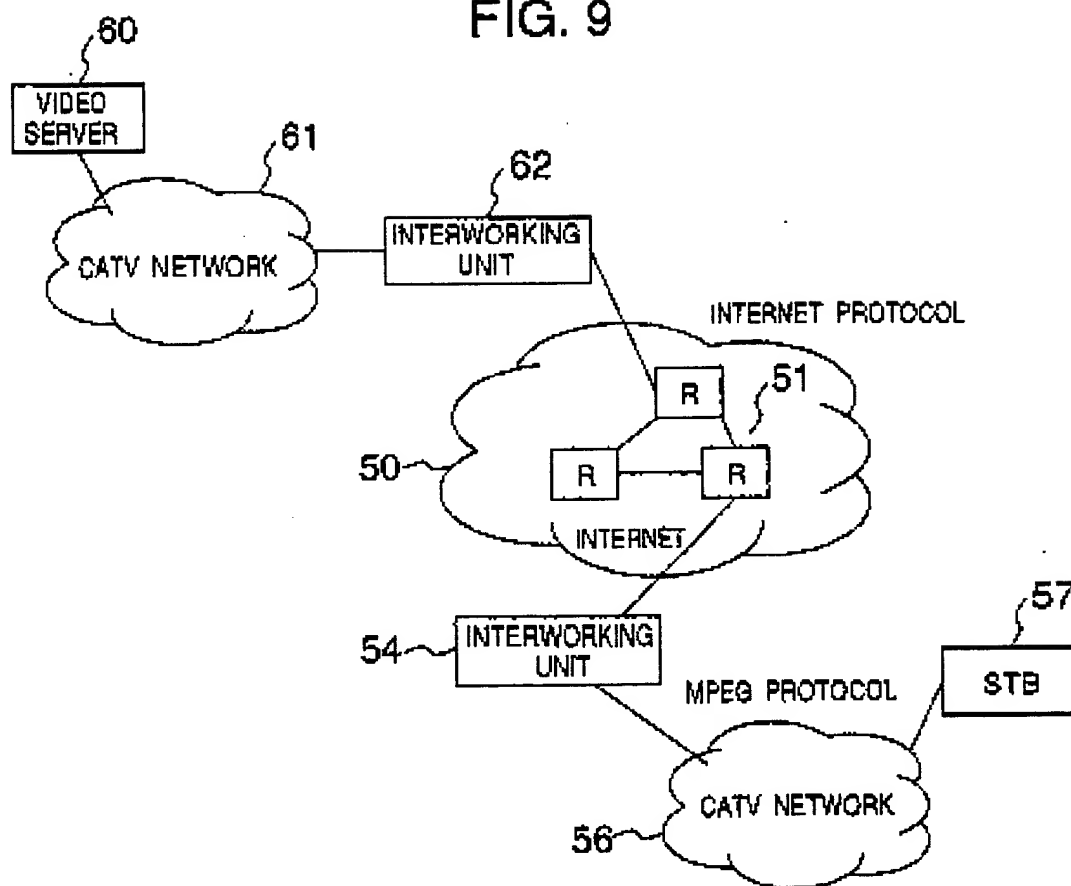 FIG. 9
60
VIDEO
SERVER
61
CATV NETWORK
62
INTERWORKING
UNIT
INTERNET PROTOCOL
R
51
50
R
R
INTERNET
54
INTERWORKING
UNIT
57
STB
MPEG PROTOCOL
CATV NETWORK
56